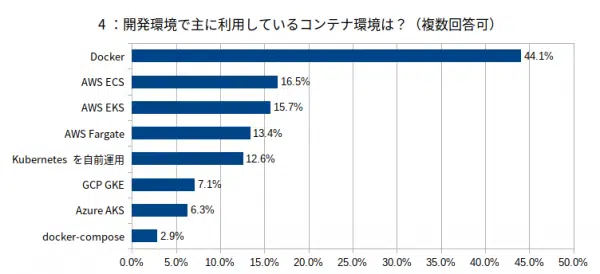 4 ：開発環境で主に利用しているコンテナ環境は？（複数回答可）
Docker 44.1%
AWS ECS 16.5%
AWS EKS 15.7%
AWS Fargate 13.4%
Kubernetes を自前運用 12.6%
GCP GKE 7.1%
Azure AKS 6.3%
docker-compose 2.9%
0.0% 5.0% 10.0% 15.0% 20.0% 25.0% 30.0% 35.0% 40.0% 45.0% 50.0%